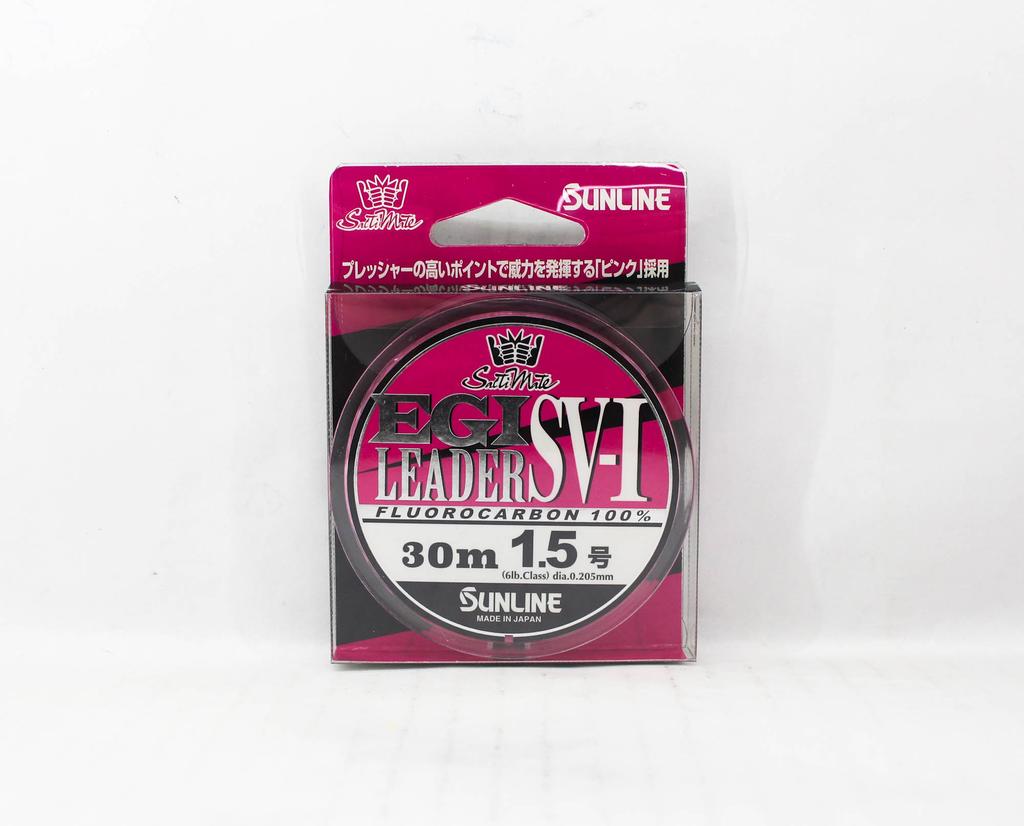 SaltiMate
SUNLINE
プレッシャーの高いポイントで威力を発揮する「ピンク」採用
SaltiMate
EGI
LEADER SV-I
FLUOROCARBON 100%
30m 1.5号
(6lb.Class) dia.0.205mm
SUNLINE
MADE IN JAPAN